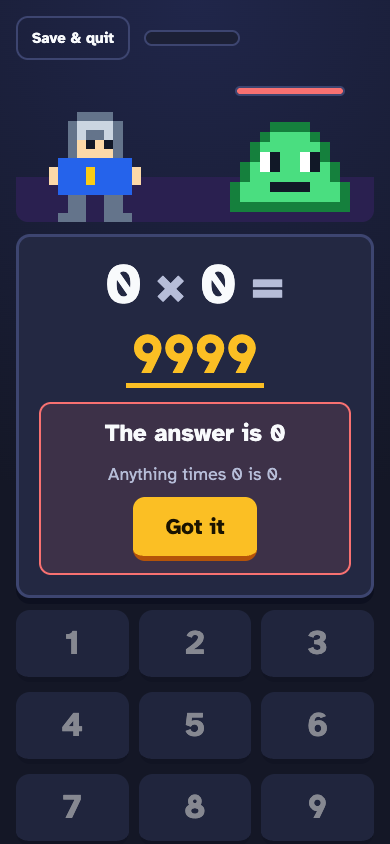 Save & quit
0 × 0 =
9999
The answer is 0
Anything times 0 is 0.
Got it
1 2 3
4 5 6
7 8 9